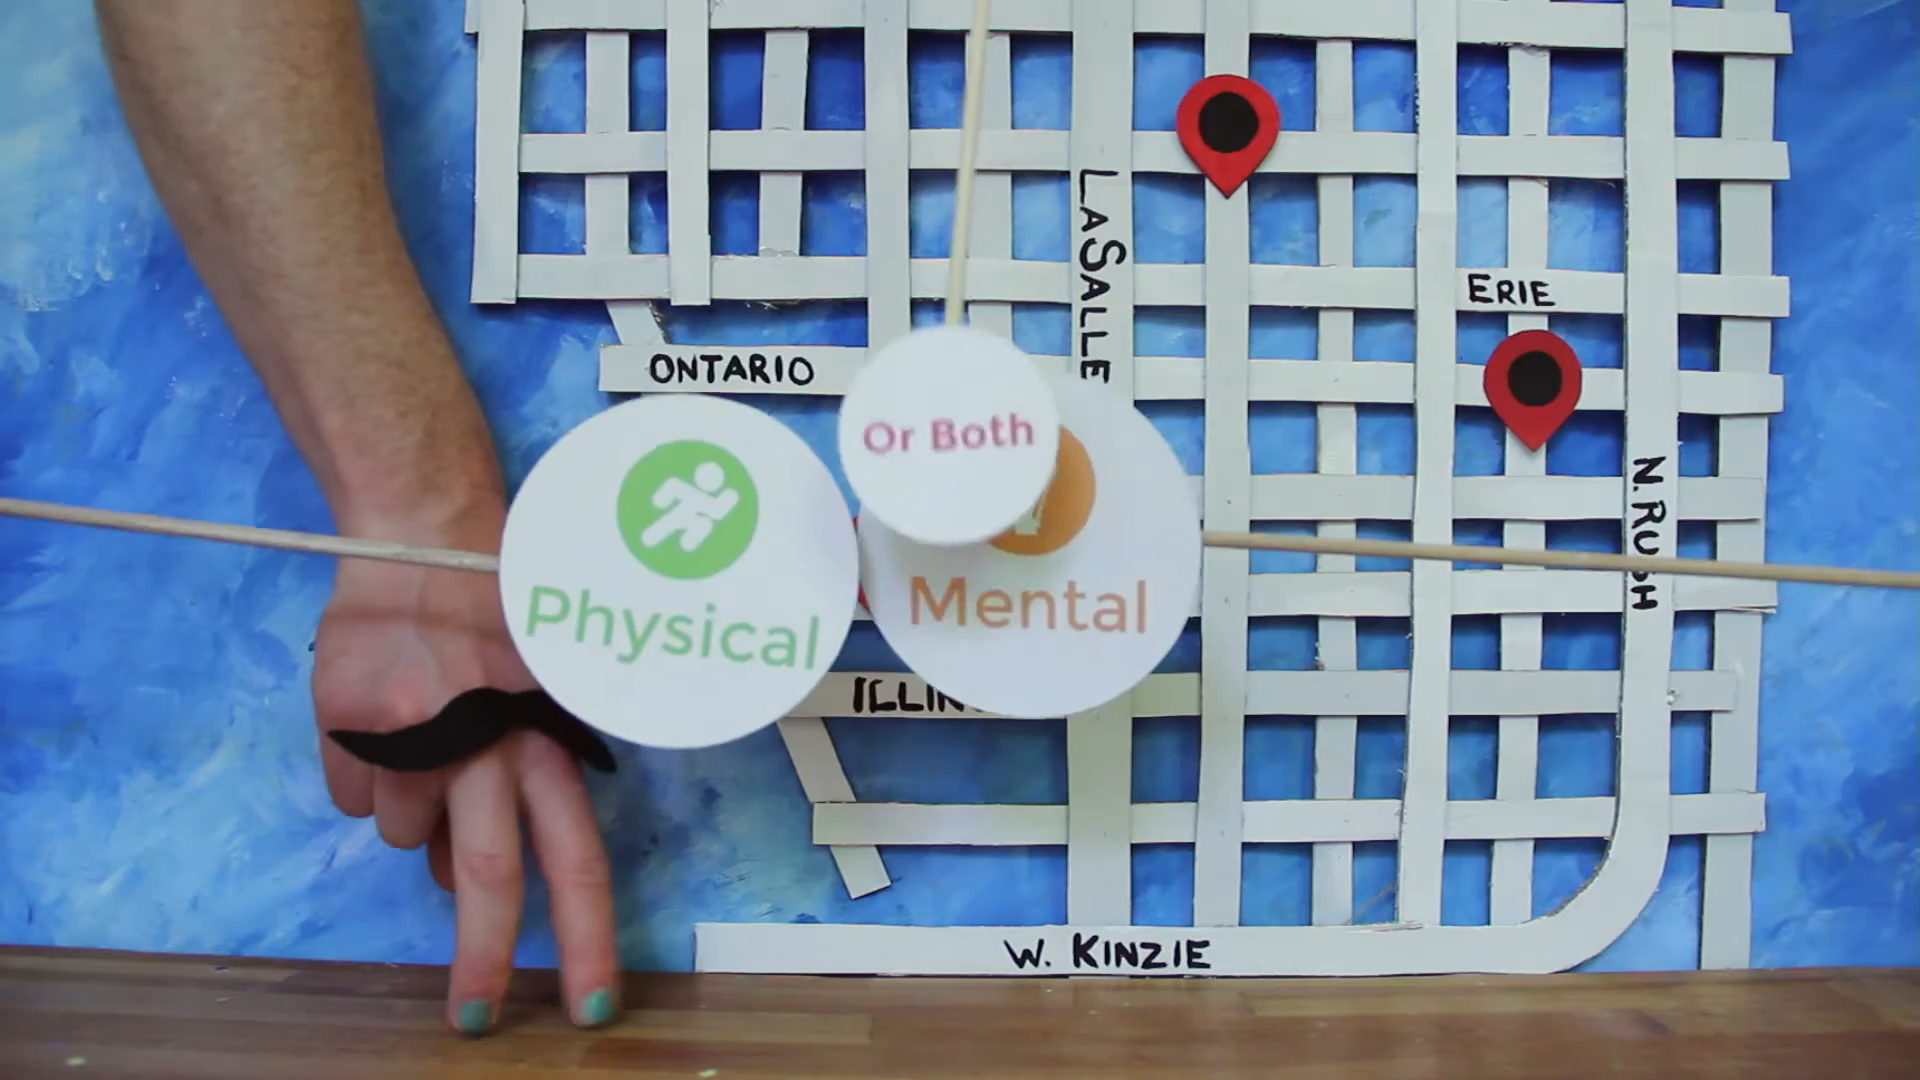 LASALLE
ERIE
ONTARIO
Or Both
N. RUSH
Physical
Mental
W. KINZIE